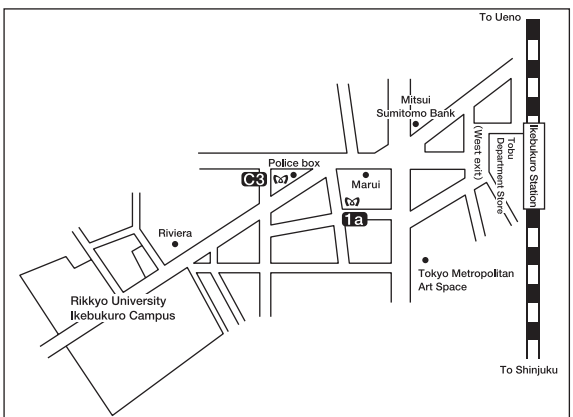 To Ueno
Mitsui
Sumitomo Bank
Ikebukuro Station
(West exit)
Tobu
Department Store
Police box
C3
Marui
1a
Riviera
Tokyo Metropolitan
Art Space
Rikkyo University
Ikebukuro Campus
To Shinjuku